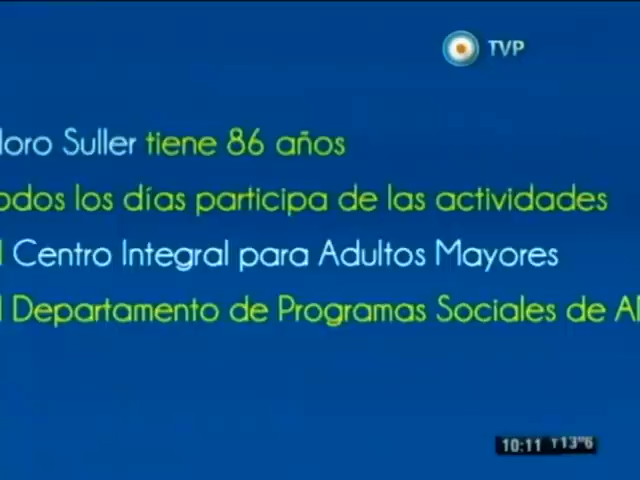 TVP
loro Suller tiene 86 años
odos los días participa de las actividades
l Centro Integral para Adultos Mayores
l Departamento de Programas Sociales de A
10:11 T 13°6